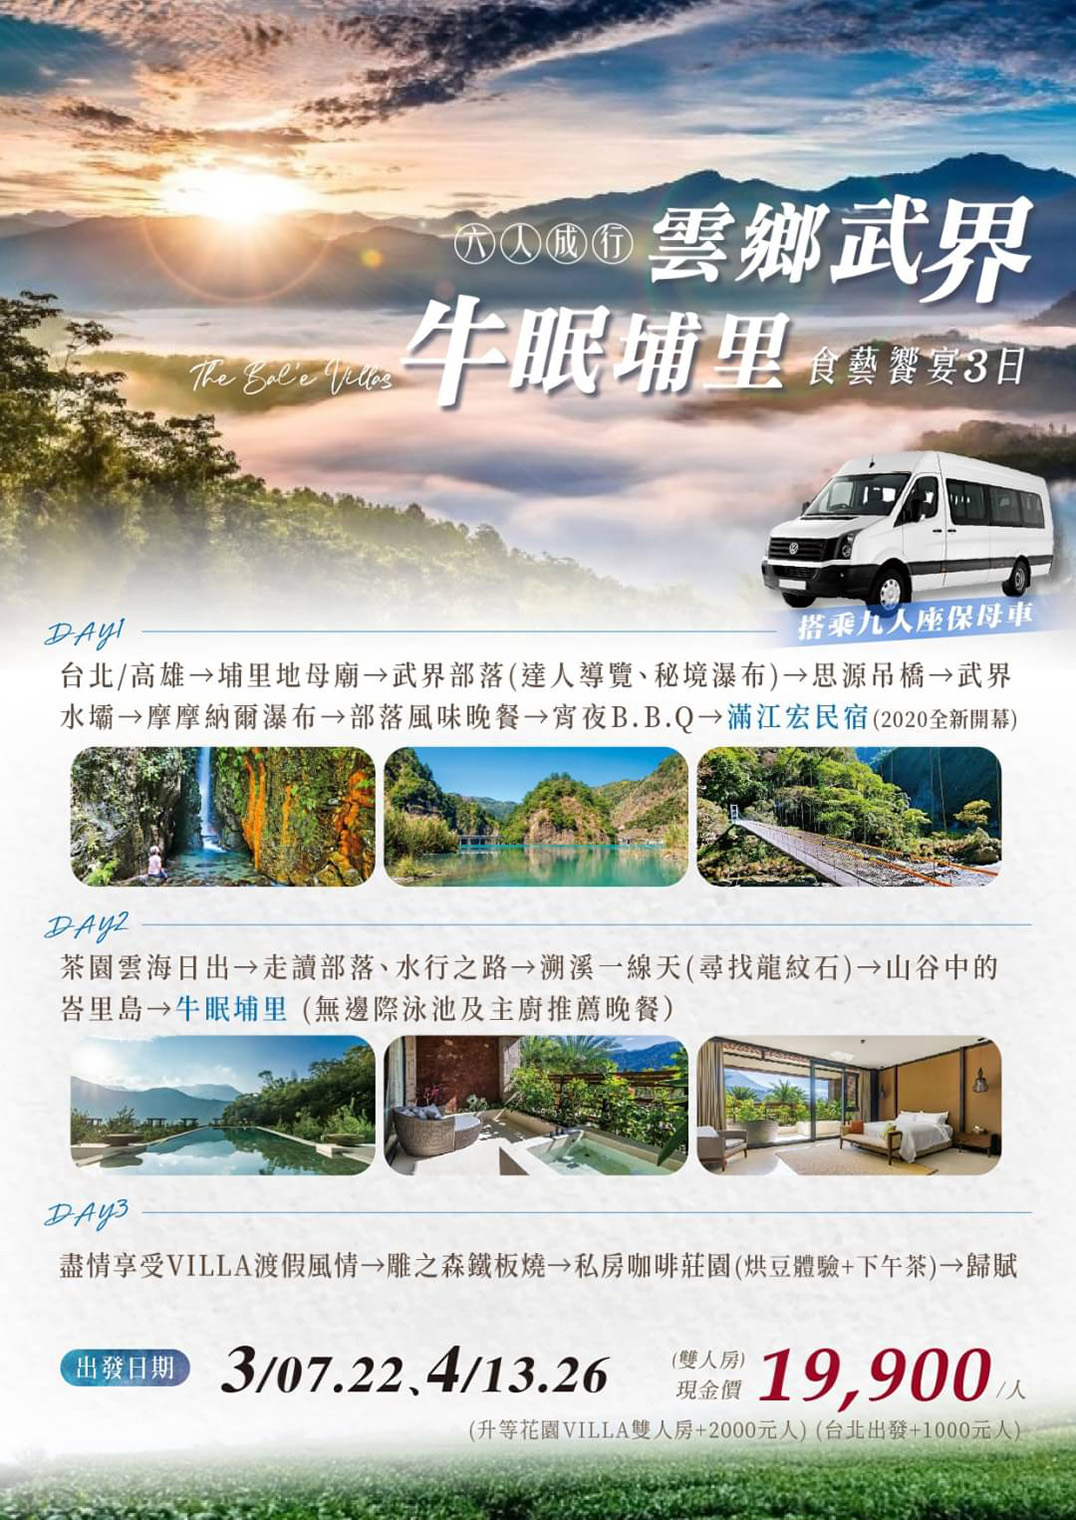 六人成行 雲鄉武界
The Bal'e Villas 牛眠埔里 食藝饗宴3日
搭乘九人座保母車
DAY1
台北/高雄→埔里地母廟→武界部落(達人導覽、秘境瀑布)→思源吊橋→武界
水壩→摩摩納爾瀑布→部落風味晚餐→宵夜B.B.Q→滿江宏民宿(2020全新開幕)
DAY2
茶園雲海日出→走讀部落、水行之路→溯溪一線天(尋找龍紋石)→山谷中的
峇里島→牛眠埔里 (無邊際泳池及主廚推薦晚餐)
DAY3
盡情享受VILLA渡假風情→雕之森鐵板燒→私房咖啡莊園(烘豆體驗+下午茶)→歸賦
出發日期 3/07.22、4/13.26 (雙人房) 現金價 19,900/人
(升等花園VILLA雙人房+2000元人) (台北出發+1000元人)